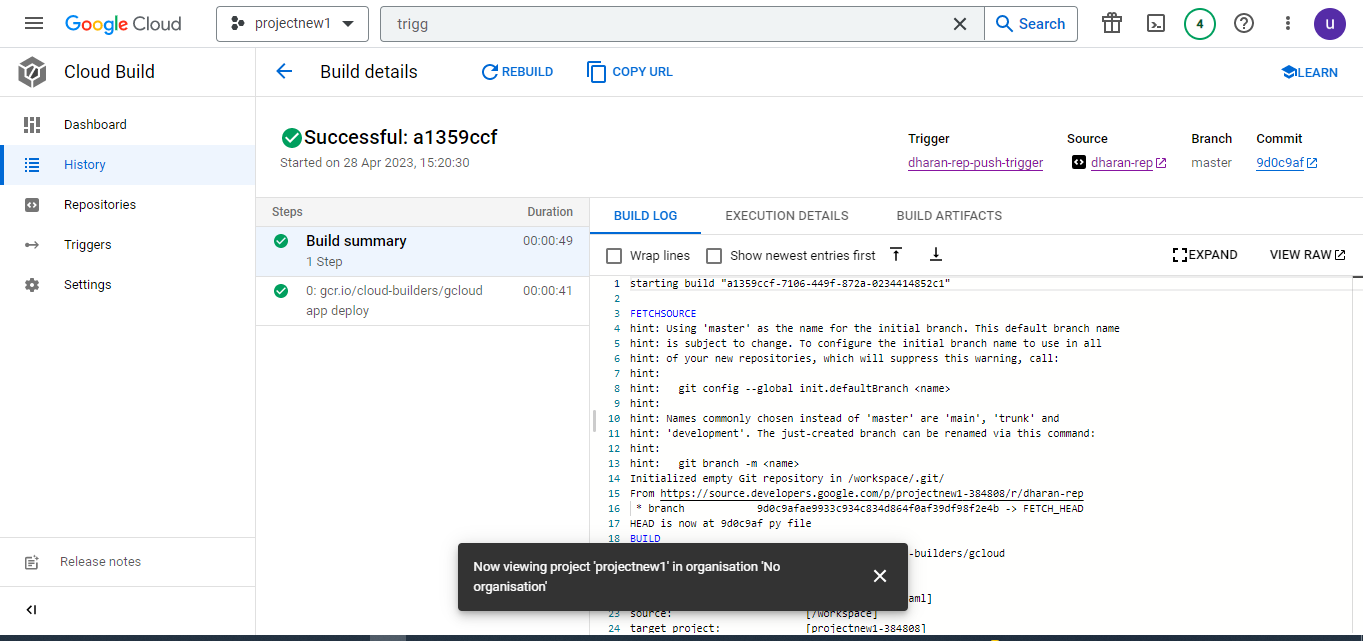 Google Cloud
projectnew1
trigg
Search
4
u
Cloud Build
Build details
REBUILD
COPY URL
LEARN
Dashboard
History
Repositories
Triggers
Settings
Release notes
Successful: a1359ccf
Started on 28 Apr 2023, 15:20:30
Trigger
dharan-rep-push-trigger
Source
dharan-rep
Branch
master
Commit
9d0c9af
Steps
Duration
Build summary
00:00:49
1 Step
0: gcr.io/cloud-builders/gcloud
00:00:41
app deploy
BUILD LOG
EXECUTION DETAILS
BUILD ARTIFACTS
Wrap lines
Show newest entries first
EXPAND
VIEW RAW
1 starting build "a1359ccf-7106-449f-872a-0234414852c1"
2
3 FETCHSOURCE
4 hint: Using 'master' as the name for the initial branch. This default branch name
5 hint: is subject to change. To configure the initial branch name to use in all
6 hint: of your new repositories, which will suppress this warning, call:
7 hint:
8 hint:   git config --global init.defaultBranch <name>
9 hint:
10 hint: Names commonly chosen instead of 'master' are 'main', 'trunk' and
11 hint: 'development'. The just-created branch can be renamed via this command:
12 hint:
13 hint:   git branch -m <name>
14 Initialized empty Git repository in /workspace/.git/
15 From https://source.developers.google.com/p/projectnew1-384808/r/dharan-rep
16  * branch            9d0c9afae9933c934c834d864f0af39df98f2e4b -> FETCH_HEAD
17 HEAD is now at 9d0c9af py file
18 BUILD
-builders/gcloud
aml]
23 source:                      [/workspace]
24 target project:              [projectnew1-384808]
Now viewing project 'projectnew1' in organisation 'No
organisation'